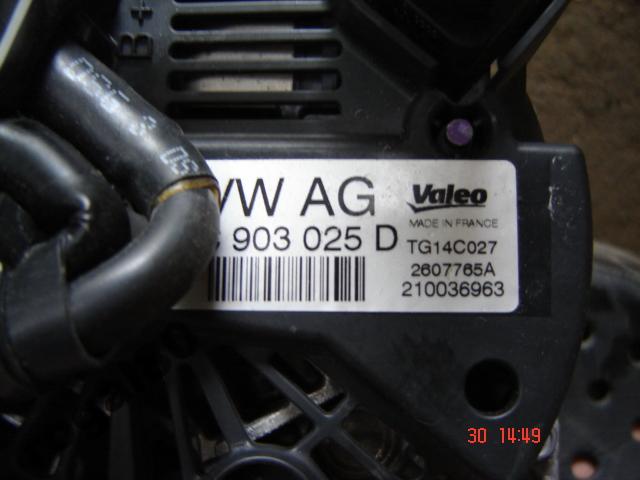 B+
VW AG
903 025 D
Valeo
MADE IN FRANCE
TG14C027
2607765A
210036963
30 14:49